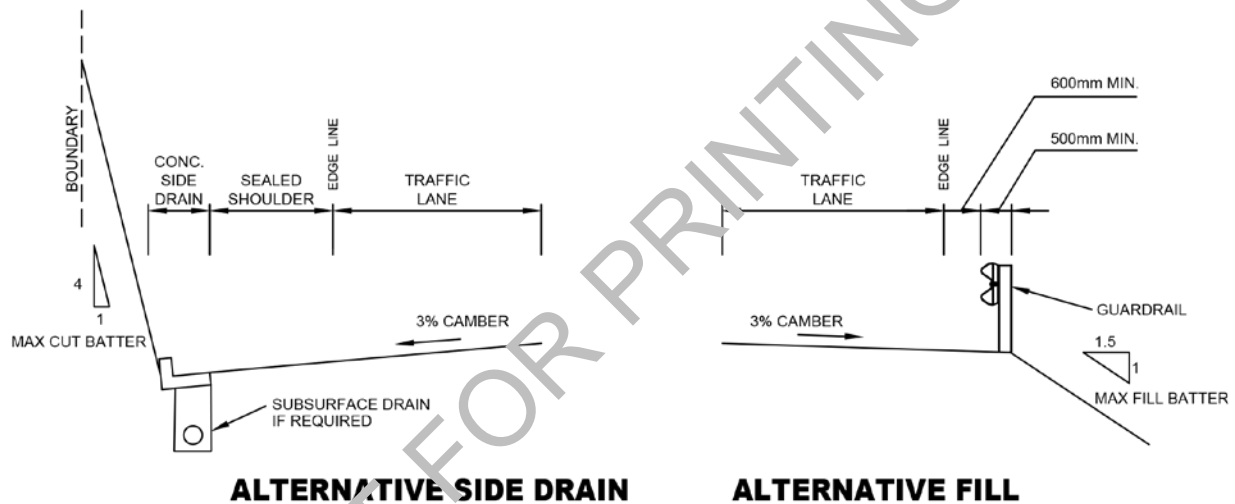 BOUNDARY
CONC.
SIDE
DRAIN
SEALED
SHOULDER
EDGE LINE
TRAFFIC
LANE
4
1
MAX CUT BATTER
3% CAMBER
SUBSURFACE DRAIN
IF REQUIRED
ALTERNATIVE SIDE DRAIN
600mm MIN.
500mm MIN.
TRAFFIC
LANE
EDGE LINE
3% CAMBER
GUARDRAIL
1.5
1
MAX FILL BATTER
ALTERNATIVE FILL
FOR PRINTING